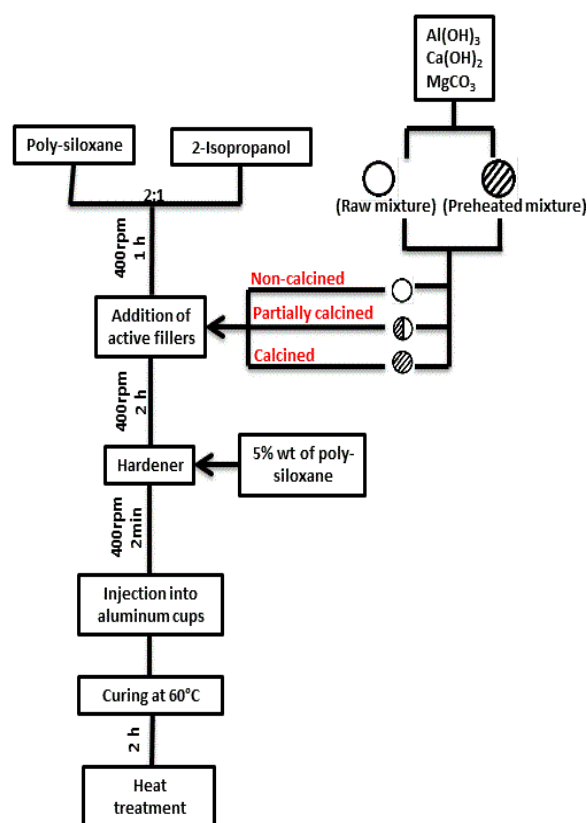 Al(OH)₃
Ca(OH)₂
MgCO₃
Poly-siloxane
2-Isopropanol
2:1
(Raw mixture)
(Preheated mixture)
400rpm
1 h
Non-calcined
Partially calcined
Calcined
Addition of
active fillers
400rpm
2 h
Hardener
5% wt of poly-
siloxane
400rpm
2min
Injection into
aluminum cups
Curing at 60°C
2 h
Heat
treatment